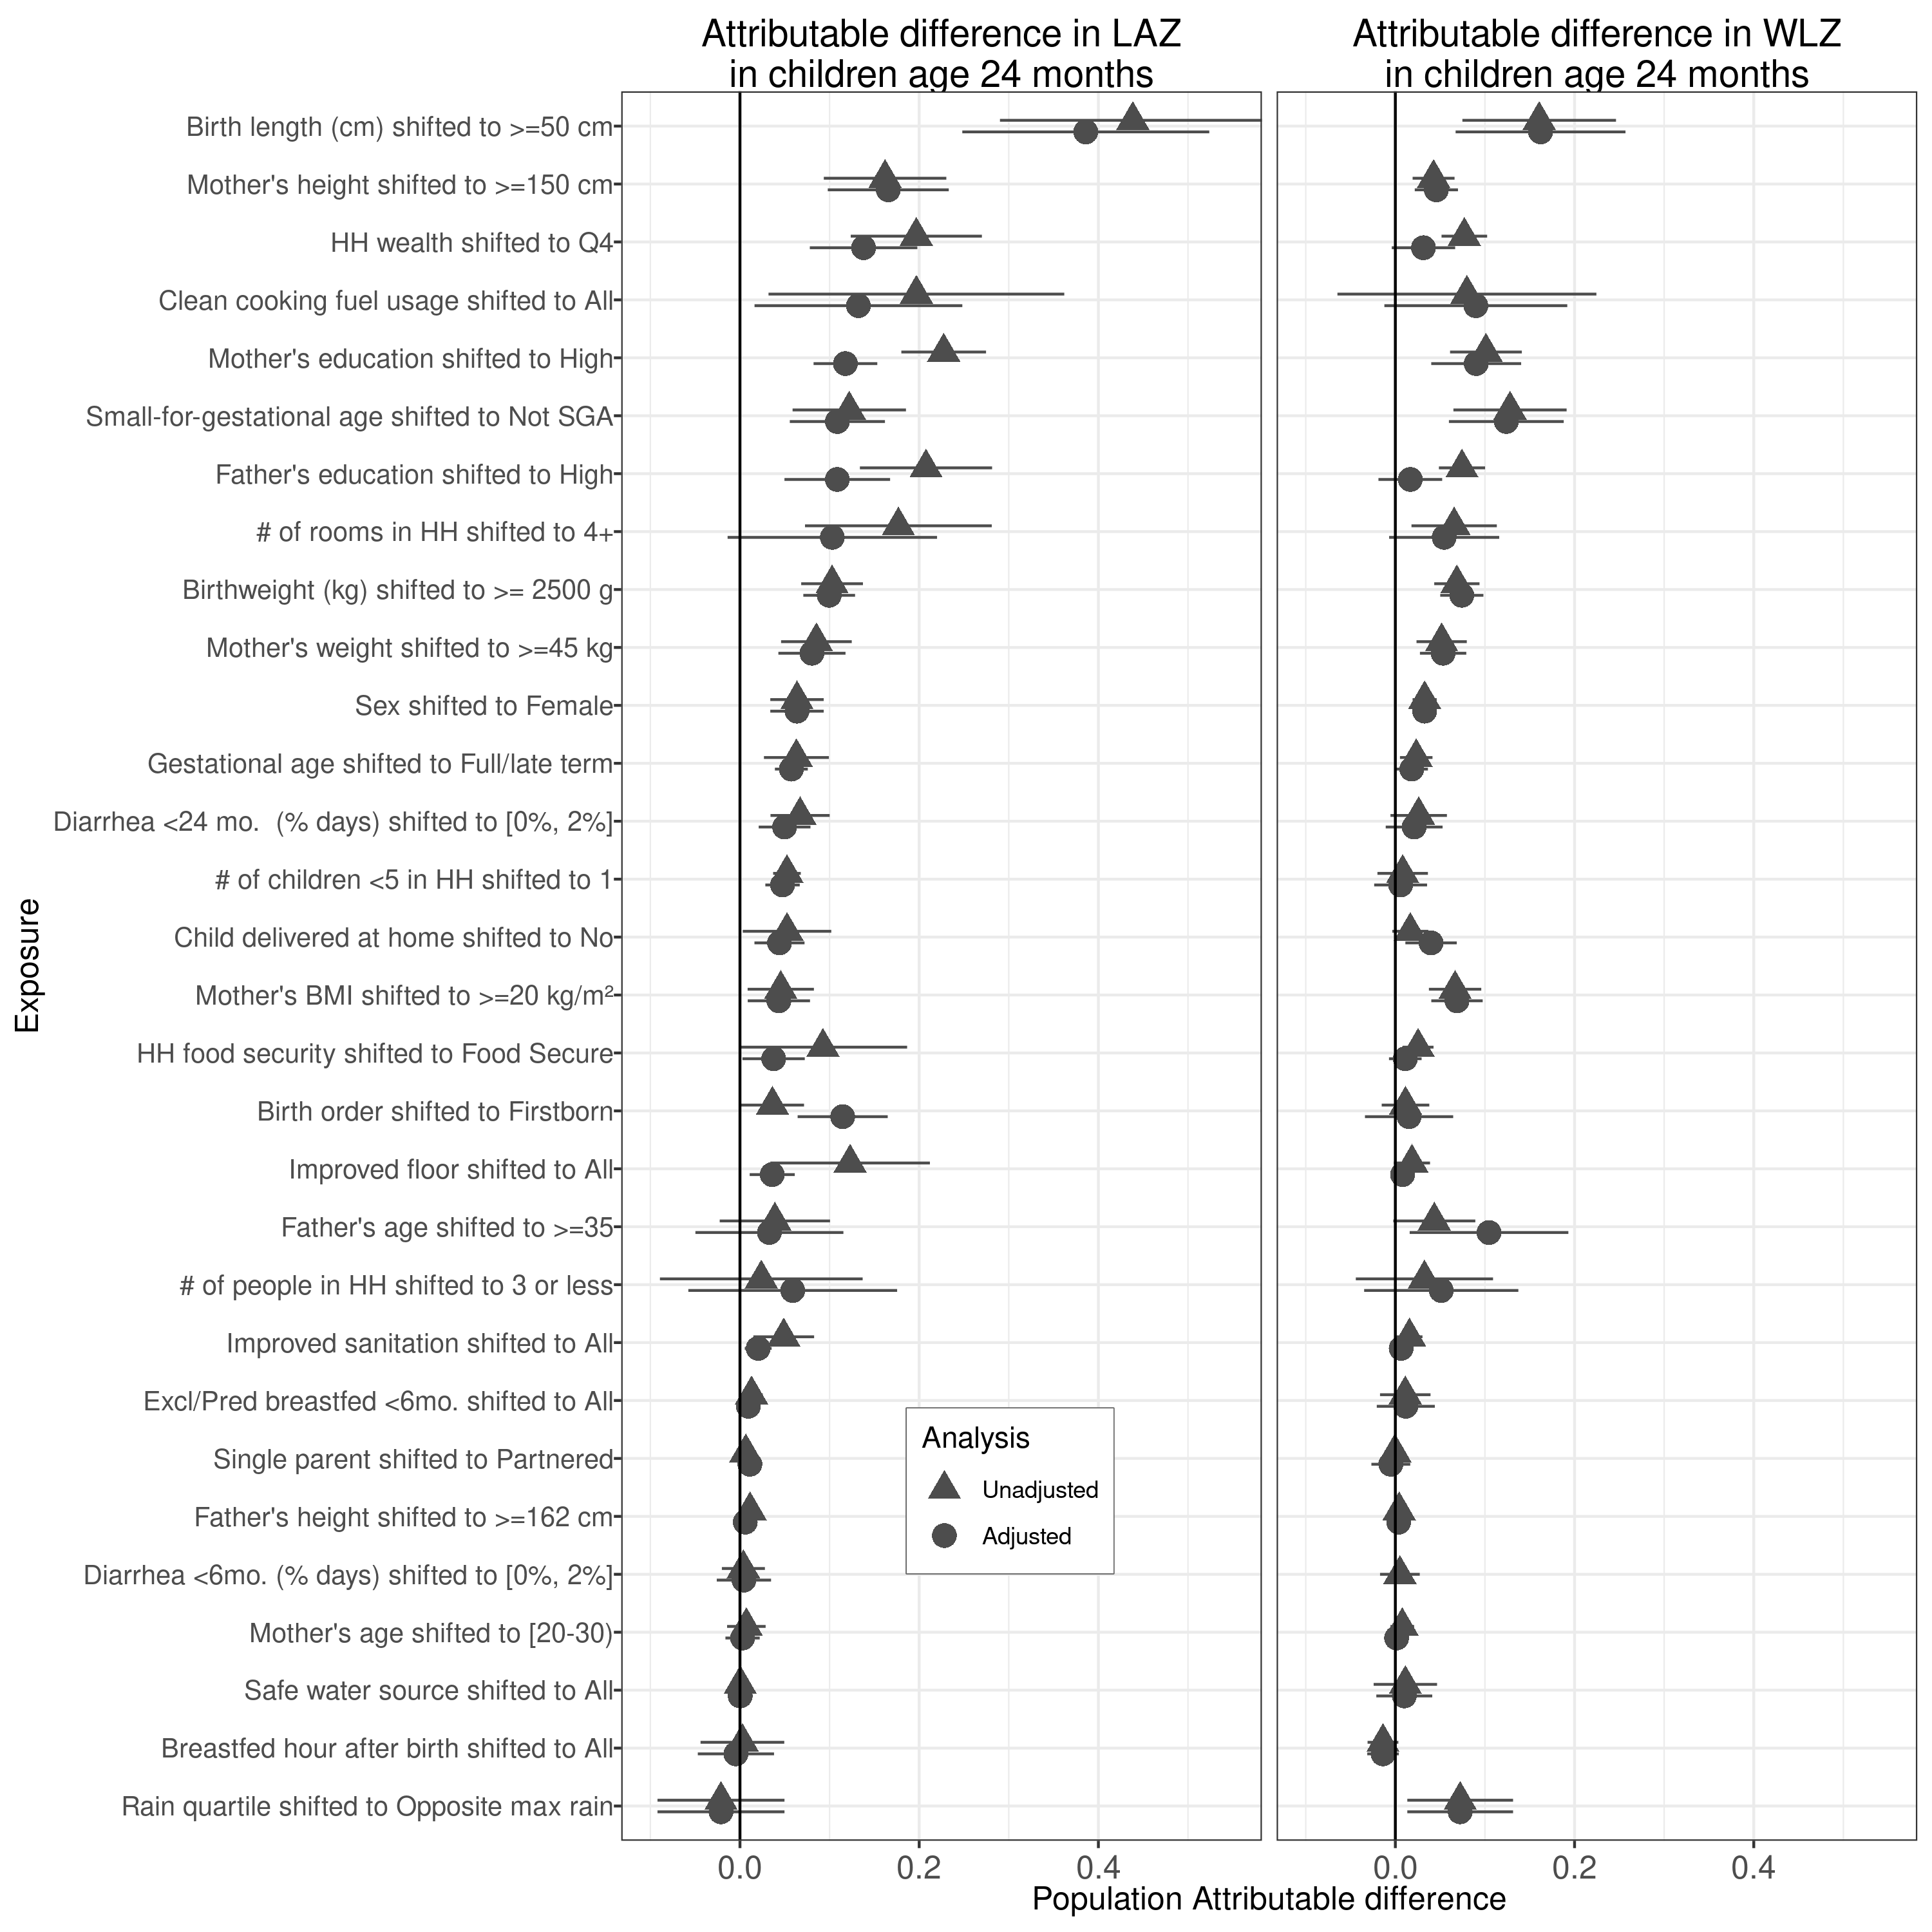 Attributable difference in LAZ
in children age 24 months
Attributable difference in WLZ
in children age 24 months
Exposure
Birth length (cm) shifted to >=50 cm
Mother's height shifted to >=150 cm
HH wealth shifted to Q4
Clean cooking fuel usage shifted to All
Mother's education shifted to High
Small-for-gestational age shifted to Not SGA
Father's education shifted to High
# of rooms in HH shifted to 4+
Birthweight (kg) shifted to >= 2500 g
Mother's weight shifted to >=45 kg
Sex shifted to Female
Gestational age shifted to Full/late term
Diarrhea <24 mo.  (% days) shifted to [0%, 2%]
# of children <5 in HH shifted to 1
Child delivered at home shifted to No
Mother's BMI shifted to >=20 kg/m²
HH food security shifted to Food Secure
Birth order shifted to Firstborn
Improved floor shifted to All
Father's age shifted to >=35
# of people in HH shifted to 3 or less
Improved sanitation shifted to All
Excl/Pred breastfed <6mo. shifted to All
Single parent shifted to Partnered
Father's height shifted to >=162 cm
Diarrhea <6mo. (% days) shifted to [0%, 2%]
Mother's age shifted to [20-30)
Safe water source shifted to All
Breastfed hour after birth shifted to All
Rain quartile shifted to Opposite max rain
Analysis
Unadjusted
Adjusted
0.0 0.2 0.4
0.0 0.2 0.4
Population Attributable difference